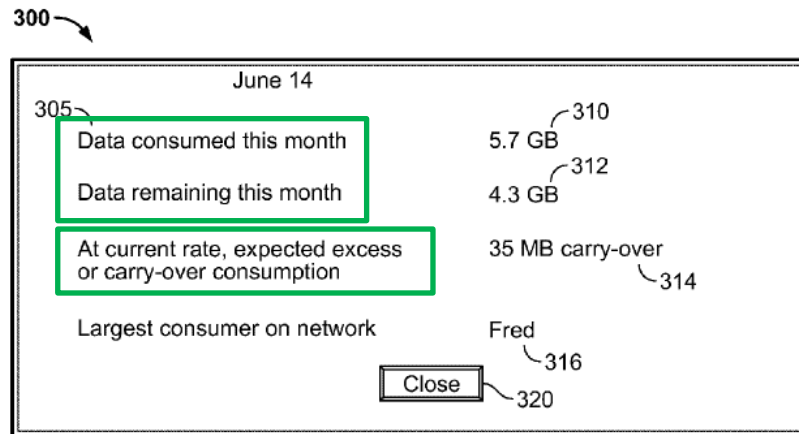 300
June 14
305
310
Data consumed this month 5.7 GB
312
Data remaining this month 4.3 GB
At current rate, expected excess 35 MB carry-over
or carry-over consumption
314
Largest consumer on network Fred
316
Close
320